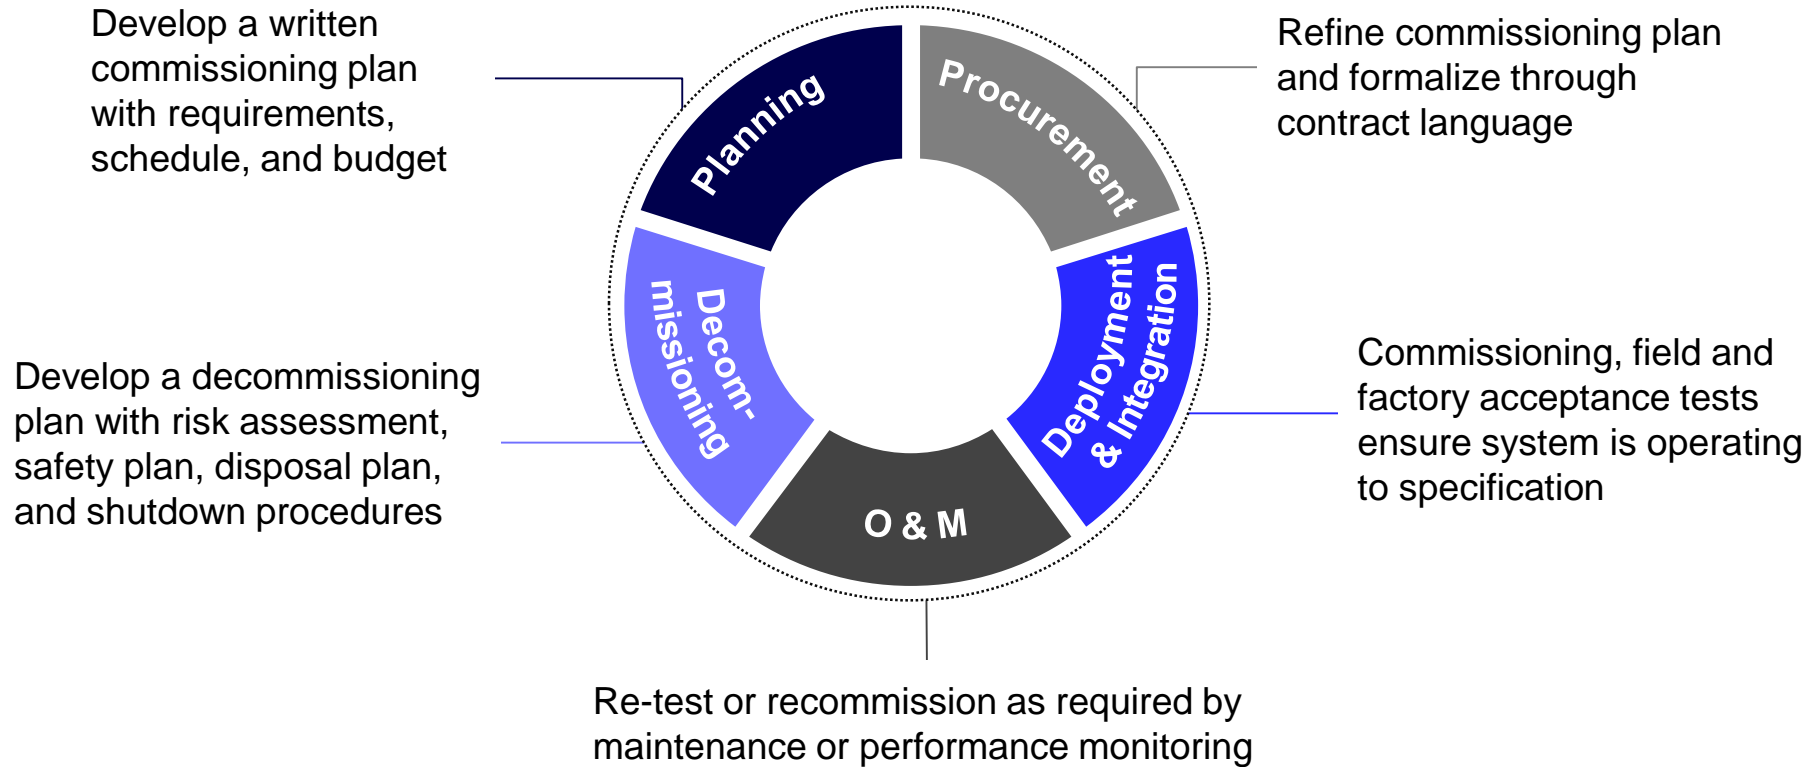 Develop a written
commissioning plan
with requirements,
schedule, and budget
Planning
Procurement
Refine commissioning plan
and formalize through
contract language
Deployment
& Integration
Commissioning, field and
factory acceptance tests
ensure system is operating
to specification
O & M
Re-test or recommission as required by
maintenance or performance monitoring
Decom-
missioning
Develop a decommissioning
plan with risk assessment,
safety plan, disposal plan,
and shutdown procedures